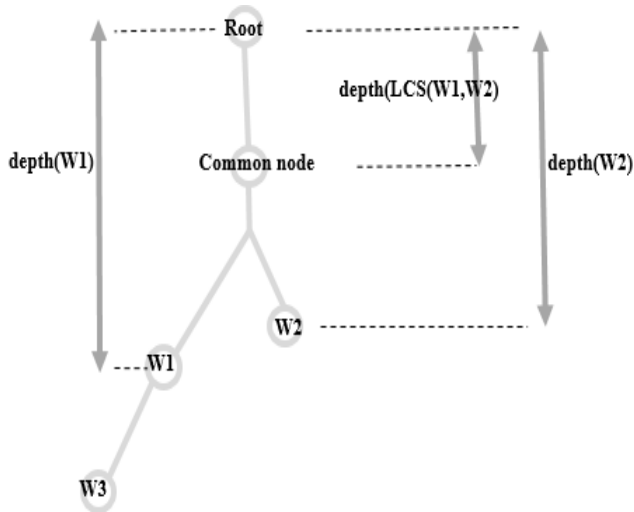 Root
depth(LCS(W1,W2)
depth(W1)
Common node
depth(W2)
W2
W1
W3